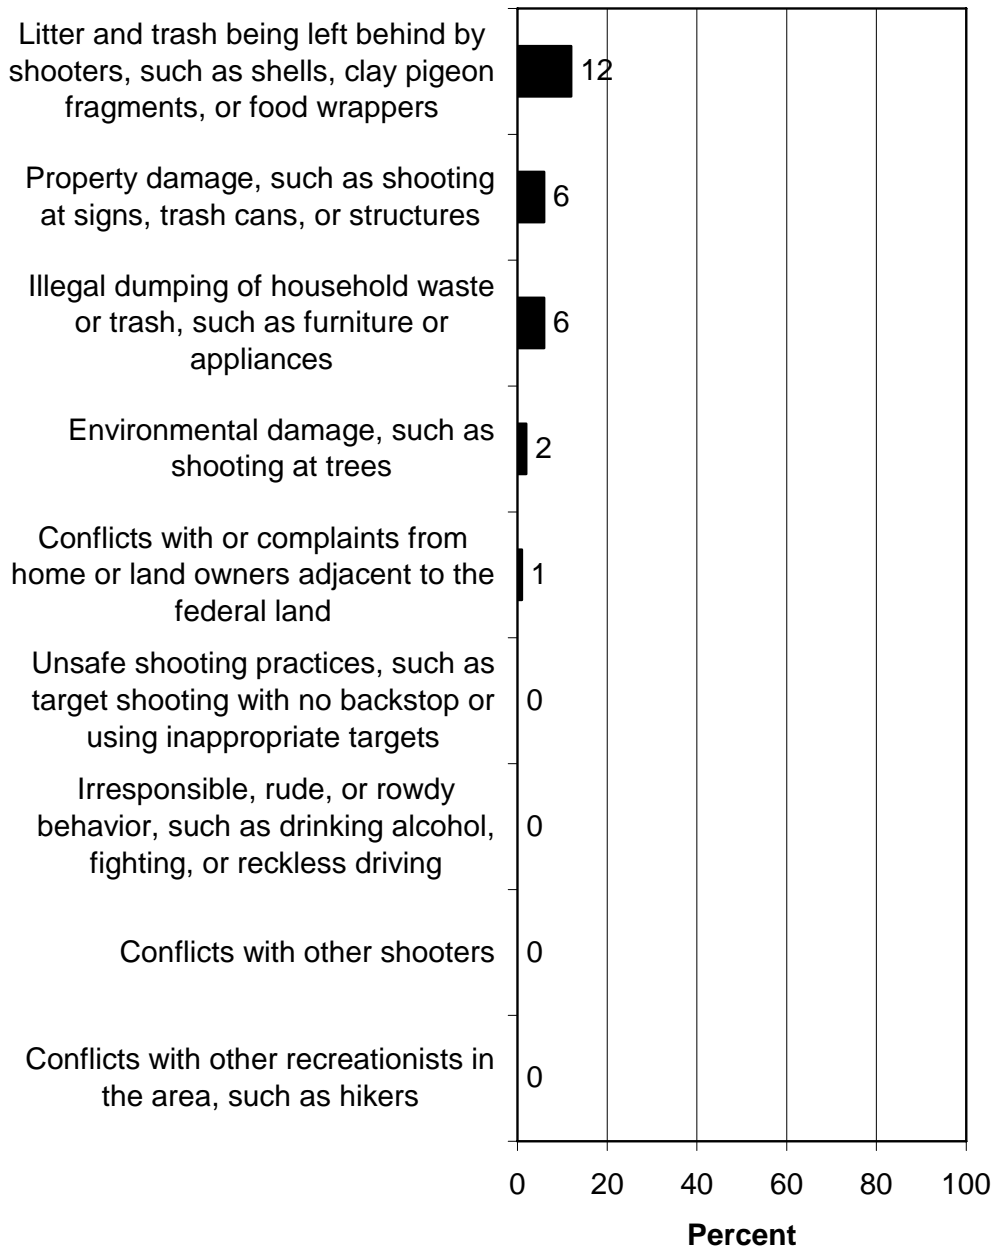 Litter and trash being left behind by
shooters, such as shells, clay pigeon
fragments, or food wrappers
12
Property damage, such as shooting
at signs, trash cans, or structures
6
Illegal dumping of household waste
or trash, such as furniture or
appliances
6
Environmental damage, such as
shooting at trees
2
Conflicts with or complaints from
home or land owners adjacent to the
federal land
1
Unsafe shooting practices, such as
target shooting with no backstop or
using inappropriate targets
0
Irresponsible, rude, or rowdy
behavior, such as drinking alcohol,
fighting, or reckless driving
0
Conflicts with other shooters
0
Conflicts with other recreationists in
the area, such as hikers
0
0 20 40 60 80 100
Percent